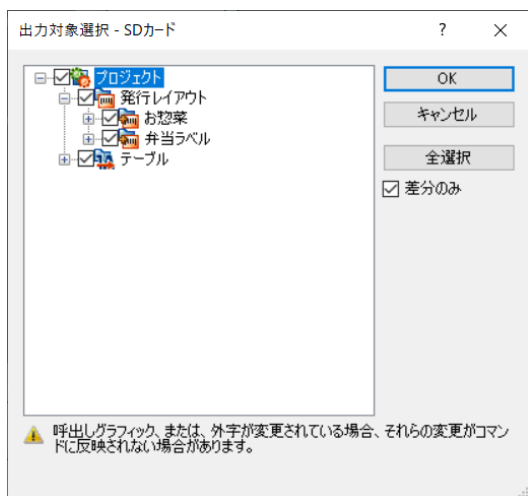 出力対象選択 - SDカード
?
プロジェクト
OK
発行レイアウト
お惣菜
キャンセル
弁当ラベル
テーブル
全選択
差分のみ
呼出しグラフィック、または、外字が変更されている場合、それらの変更がコマン
ドに反映されない場合があります。